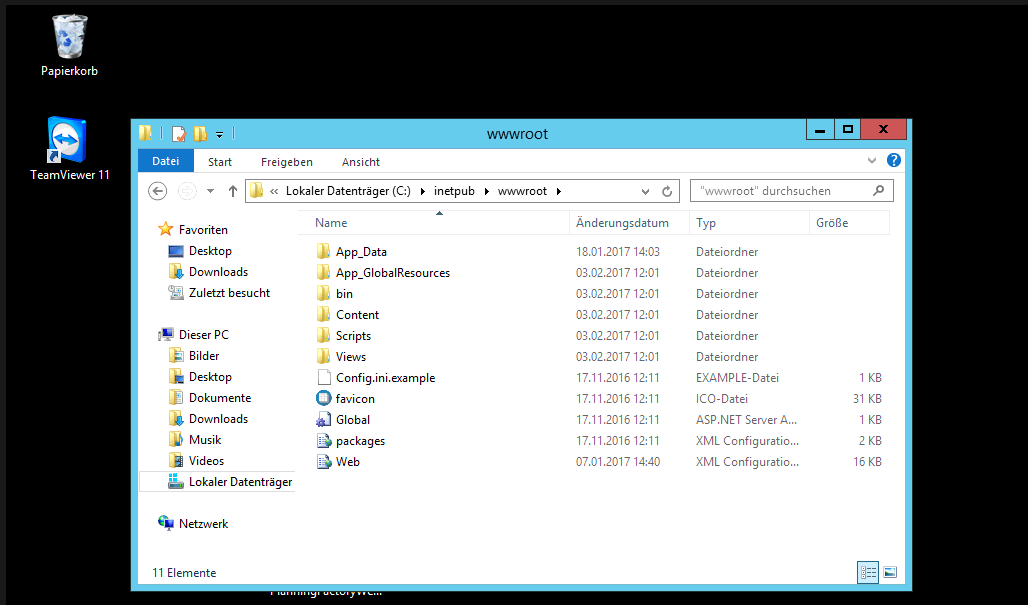 Papierkorb
TeamViewer 11
wwwroot
Datei Start Freigeben Ansicht
« Lokaler Datenträger (C:) inetpub wwwroot "wwwroot" durchsuchen
Name Änderungsdatum Typ Größe
Favoriten
Desktop
Downloads
Zuletzt besucht
Dieser PC
Bilder
Desktop
Dokumente
Downloads
Musik
Videos
Lokaler Datenträger
Netzwerk
App_Data 18.01.2017 14:03 Dateiordner
App_GlobalResources 03.02.2017 12:01 Dateiordner
bin 03.02.2017 12:01 Dateiordner
Content 03.02.2017 12:01 Dateiordner
Scripts 03.02.2017 12:01 Dateiordner
Views 03.02.2017 12:01 Dateiordner
Config.ini.example 17.11.2016 12:11 EXAMPLE-Datei 1 KB
favicon 17.11.2016 12:11 ICO-Datei 31 KB
Global 17.11.2016 12:11 ASP.NET Server A... 1 KB
packages 17.11.2016 12:11 XML Configuratio... 2 KB
Web 07.01.2017 14:40 XML Configuratio... 16 KB
11 Elemente
PlanningFactoryWe...